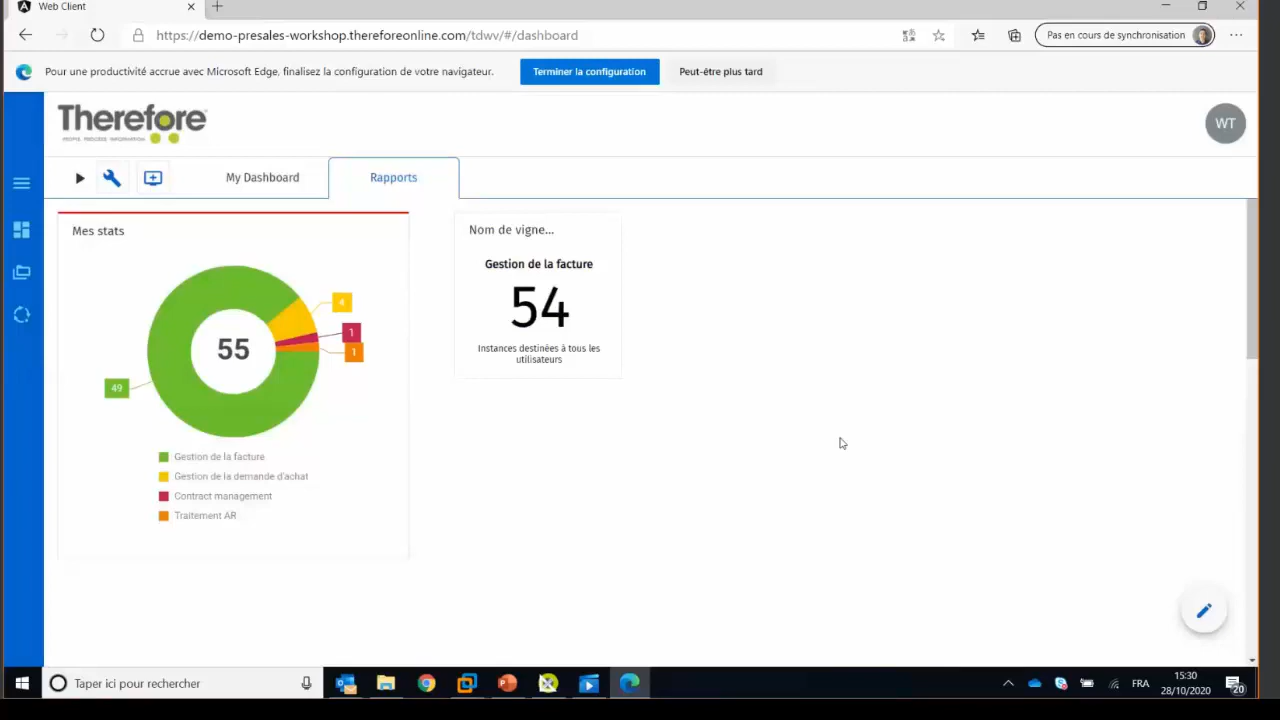 Web Client
https://demo-presales-workshop.thereforeonline.com/tdwv/#/dashboard
Pas en cours de synchronisation
Pour une productivité accrue avec Microsoft Edge, finalisez la configuration de votre navigateur.
Terminer la configuration
Peut-être plus tard
Therefore
PEOPLE. PROCESS. INFORMATION.
WT
My Dashboard
Rapports
Mes stats
4
1
1
55
49
Gestion de la facture
Gestion de la demande d'achat
Contract management
Traitement AR
Nom de vigne...
Gestion de la facture
54
Instances destinées à tous les
utilisateurs
Taper ici pour rechercher
FRA
15:30
28/10/2020
20